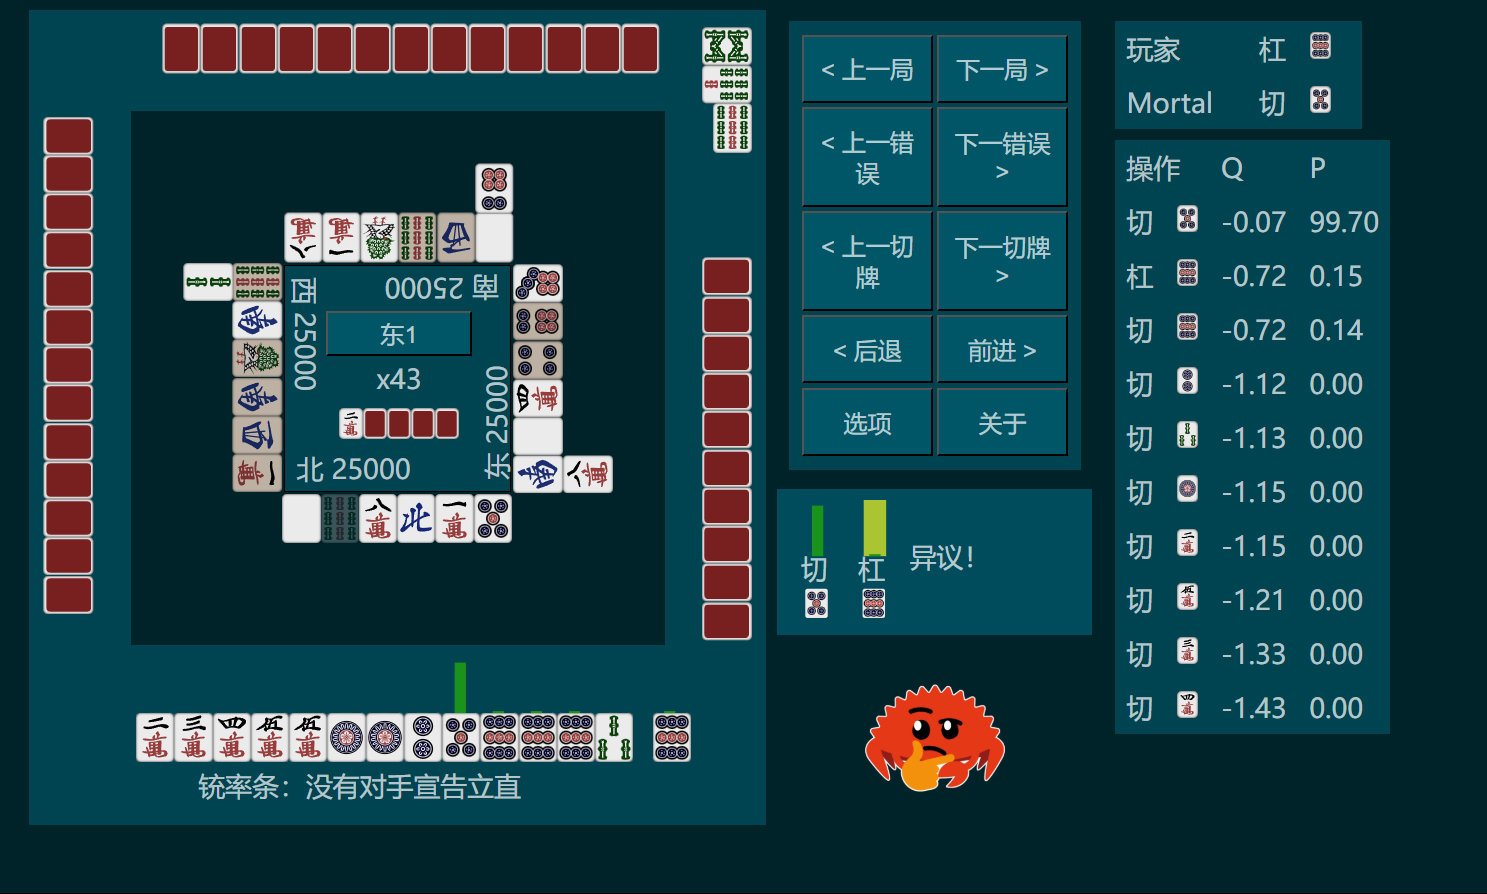 南 25000
西 25000
东1
x43
东 25000
北 25000
铳率条：没有对手宣告立直
< 上一局
下一局 >
< 上一错误
下一错误 >
< 上一切牌
下一切牌 >
< 后退
前进 >
选项
关于
切
杠
异议！
玩家 杠
Mortal 切
操作 Q P
切 -0.07 99.70
杠 -0.72 0.15
切 -0.72 0.14
切 -1.12 0.00
切 -1.13 0.00
切 -1.15 0.00
切 -1.15 0.00
切 -1.21 0.00
切 -1.33 0.00
切 -1.43 0.00